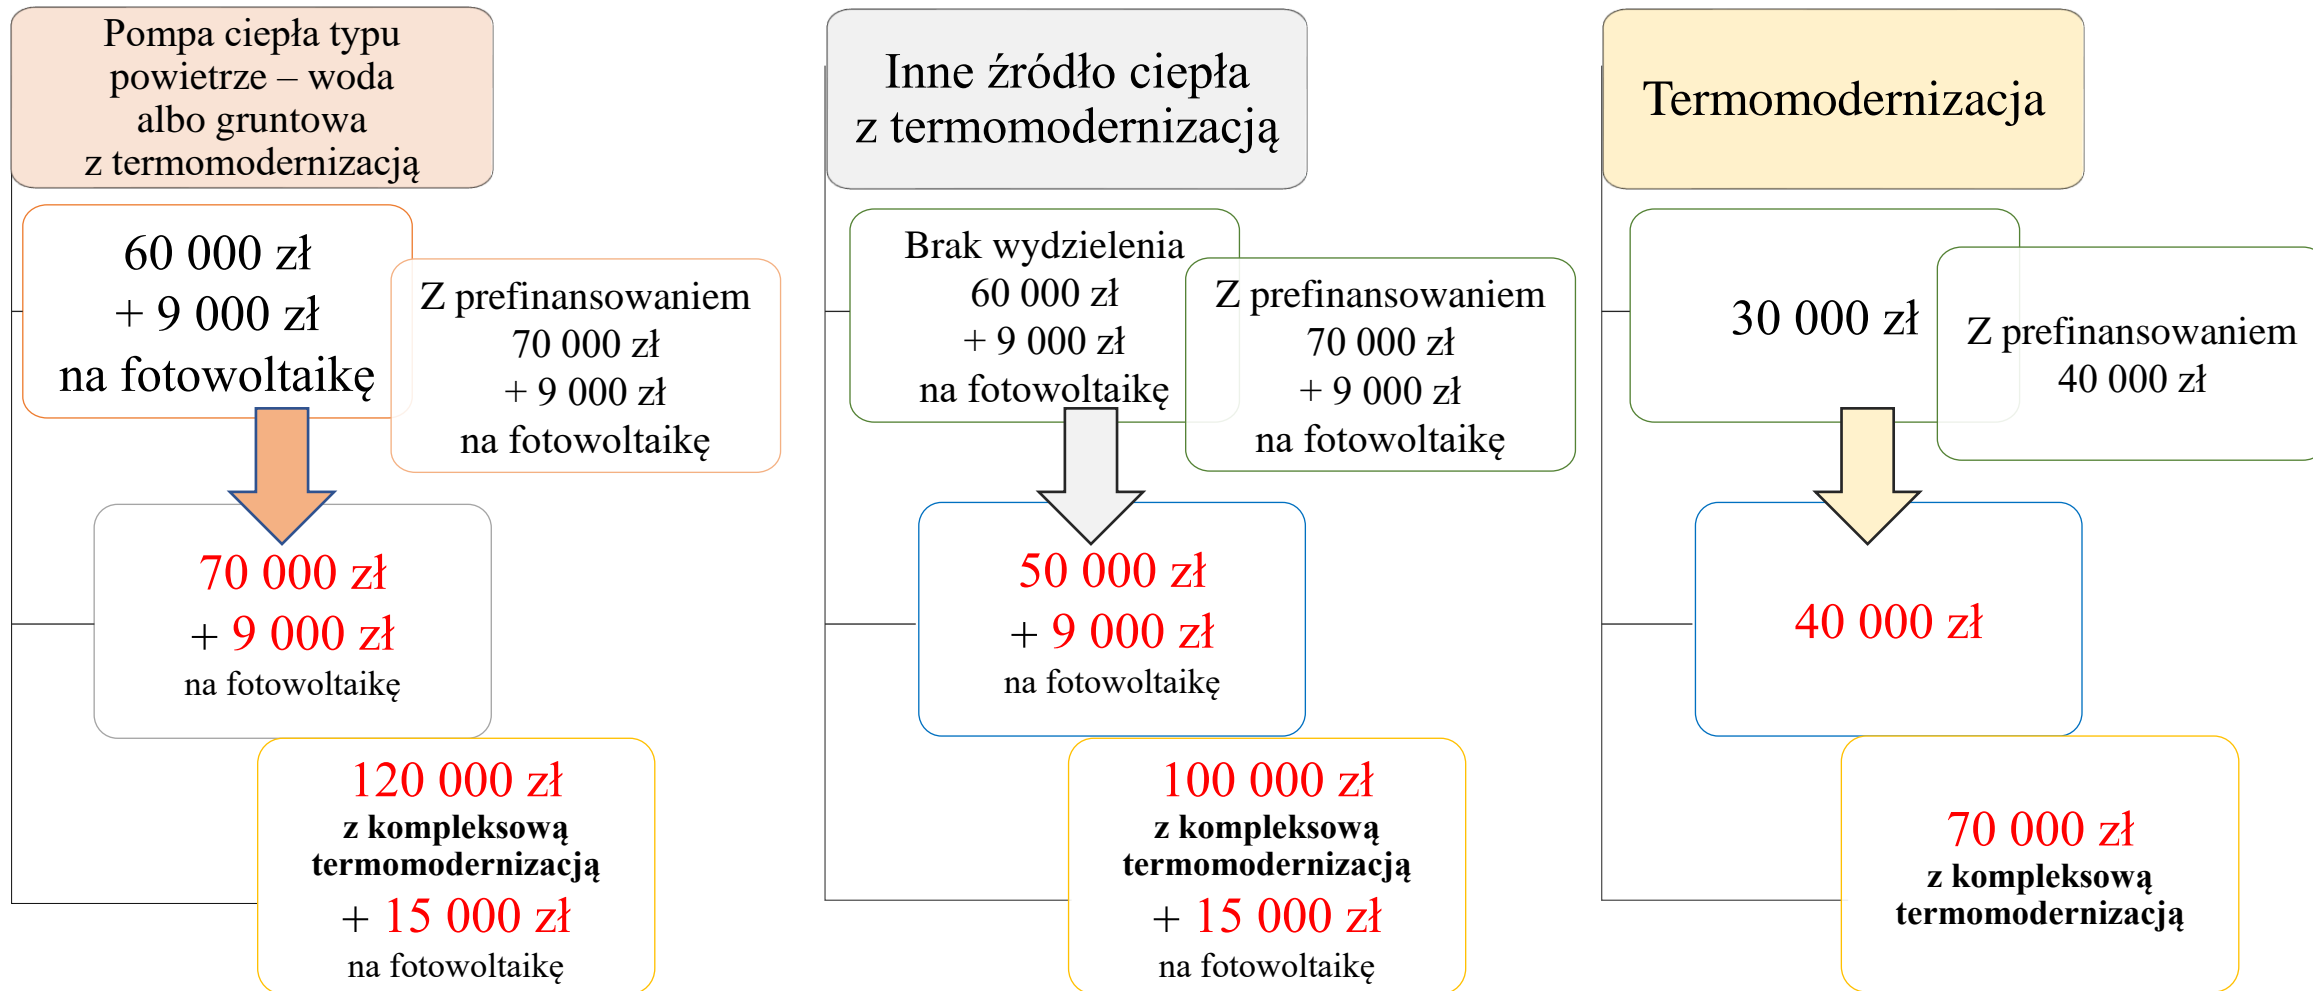 Pompa ciepła typu
powietrze – woda
albo gruntowa
z termomodernizacją
60 000 zł
+ 9 000 zł
na fotowoltaikę
Z prefinansowaniem
70 000 zł
+ 9 000 zł
na fotowoltaikę
70 000 zł
+ 9 000 zł
na fotowoltaikę
120 000 zł
z kompleksową
termomodernizacją
+ 15 000 zł
na fotowoltaikę
Inne źródło ciepła
z termomodernizacją
Brak wydzielenia
60 000 zł
+ 9 000 zł
na fotowoltaikę
Z prefinansowaniem
70 000 zł
+ 9 000 zł
na fotowoltaikę
50 000 zł
+ 9 000 zł
na fotowoltaikę
100 000 zł
z kompleksową
termomodernizacją
+ 15 000 zł
na fotowoltaikę
Termomodernizacja
30 000 zł
Z prefinansowaniem
40 000 zł
40 000 zł
70 000 zł
z kompleksową
termomodernizacją